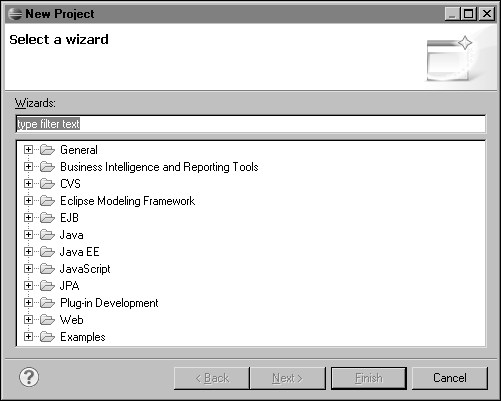 New Project
Select a wizard
Wizards:
type filter text
General
Business Intelligence and Reporting Tools
CVS
Eclipse Modeling Framework
EJB
Java
Java EE
JavaScript
JPA
Plug-in Development
Web
Examples
? < Back Next > Finish Cancel